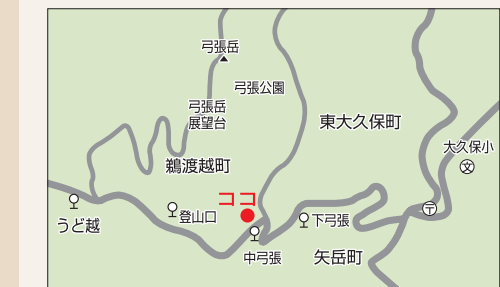 弓張岳
弓張公園
弓張岳
展望台
東大久保町
大久保小
文
鵜渡越町
ココ
登山口
うど越
下弓張
〒
中弓張
矢岳町